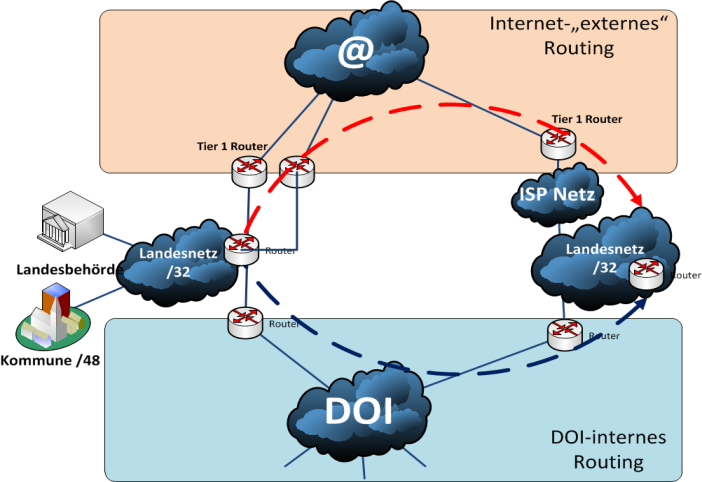 Internet-„externes“
Routing
@
Tier 1 Router
Tier 1 Router
ISP Netz
Landesnetz
/32
Router
Landesnetz
/32
Router
Landesbehörde
Kommune /48
Router
Router
DOI
DOI-internes
Routing